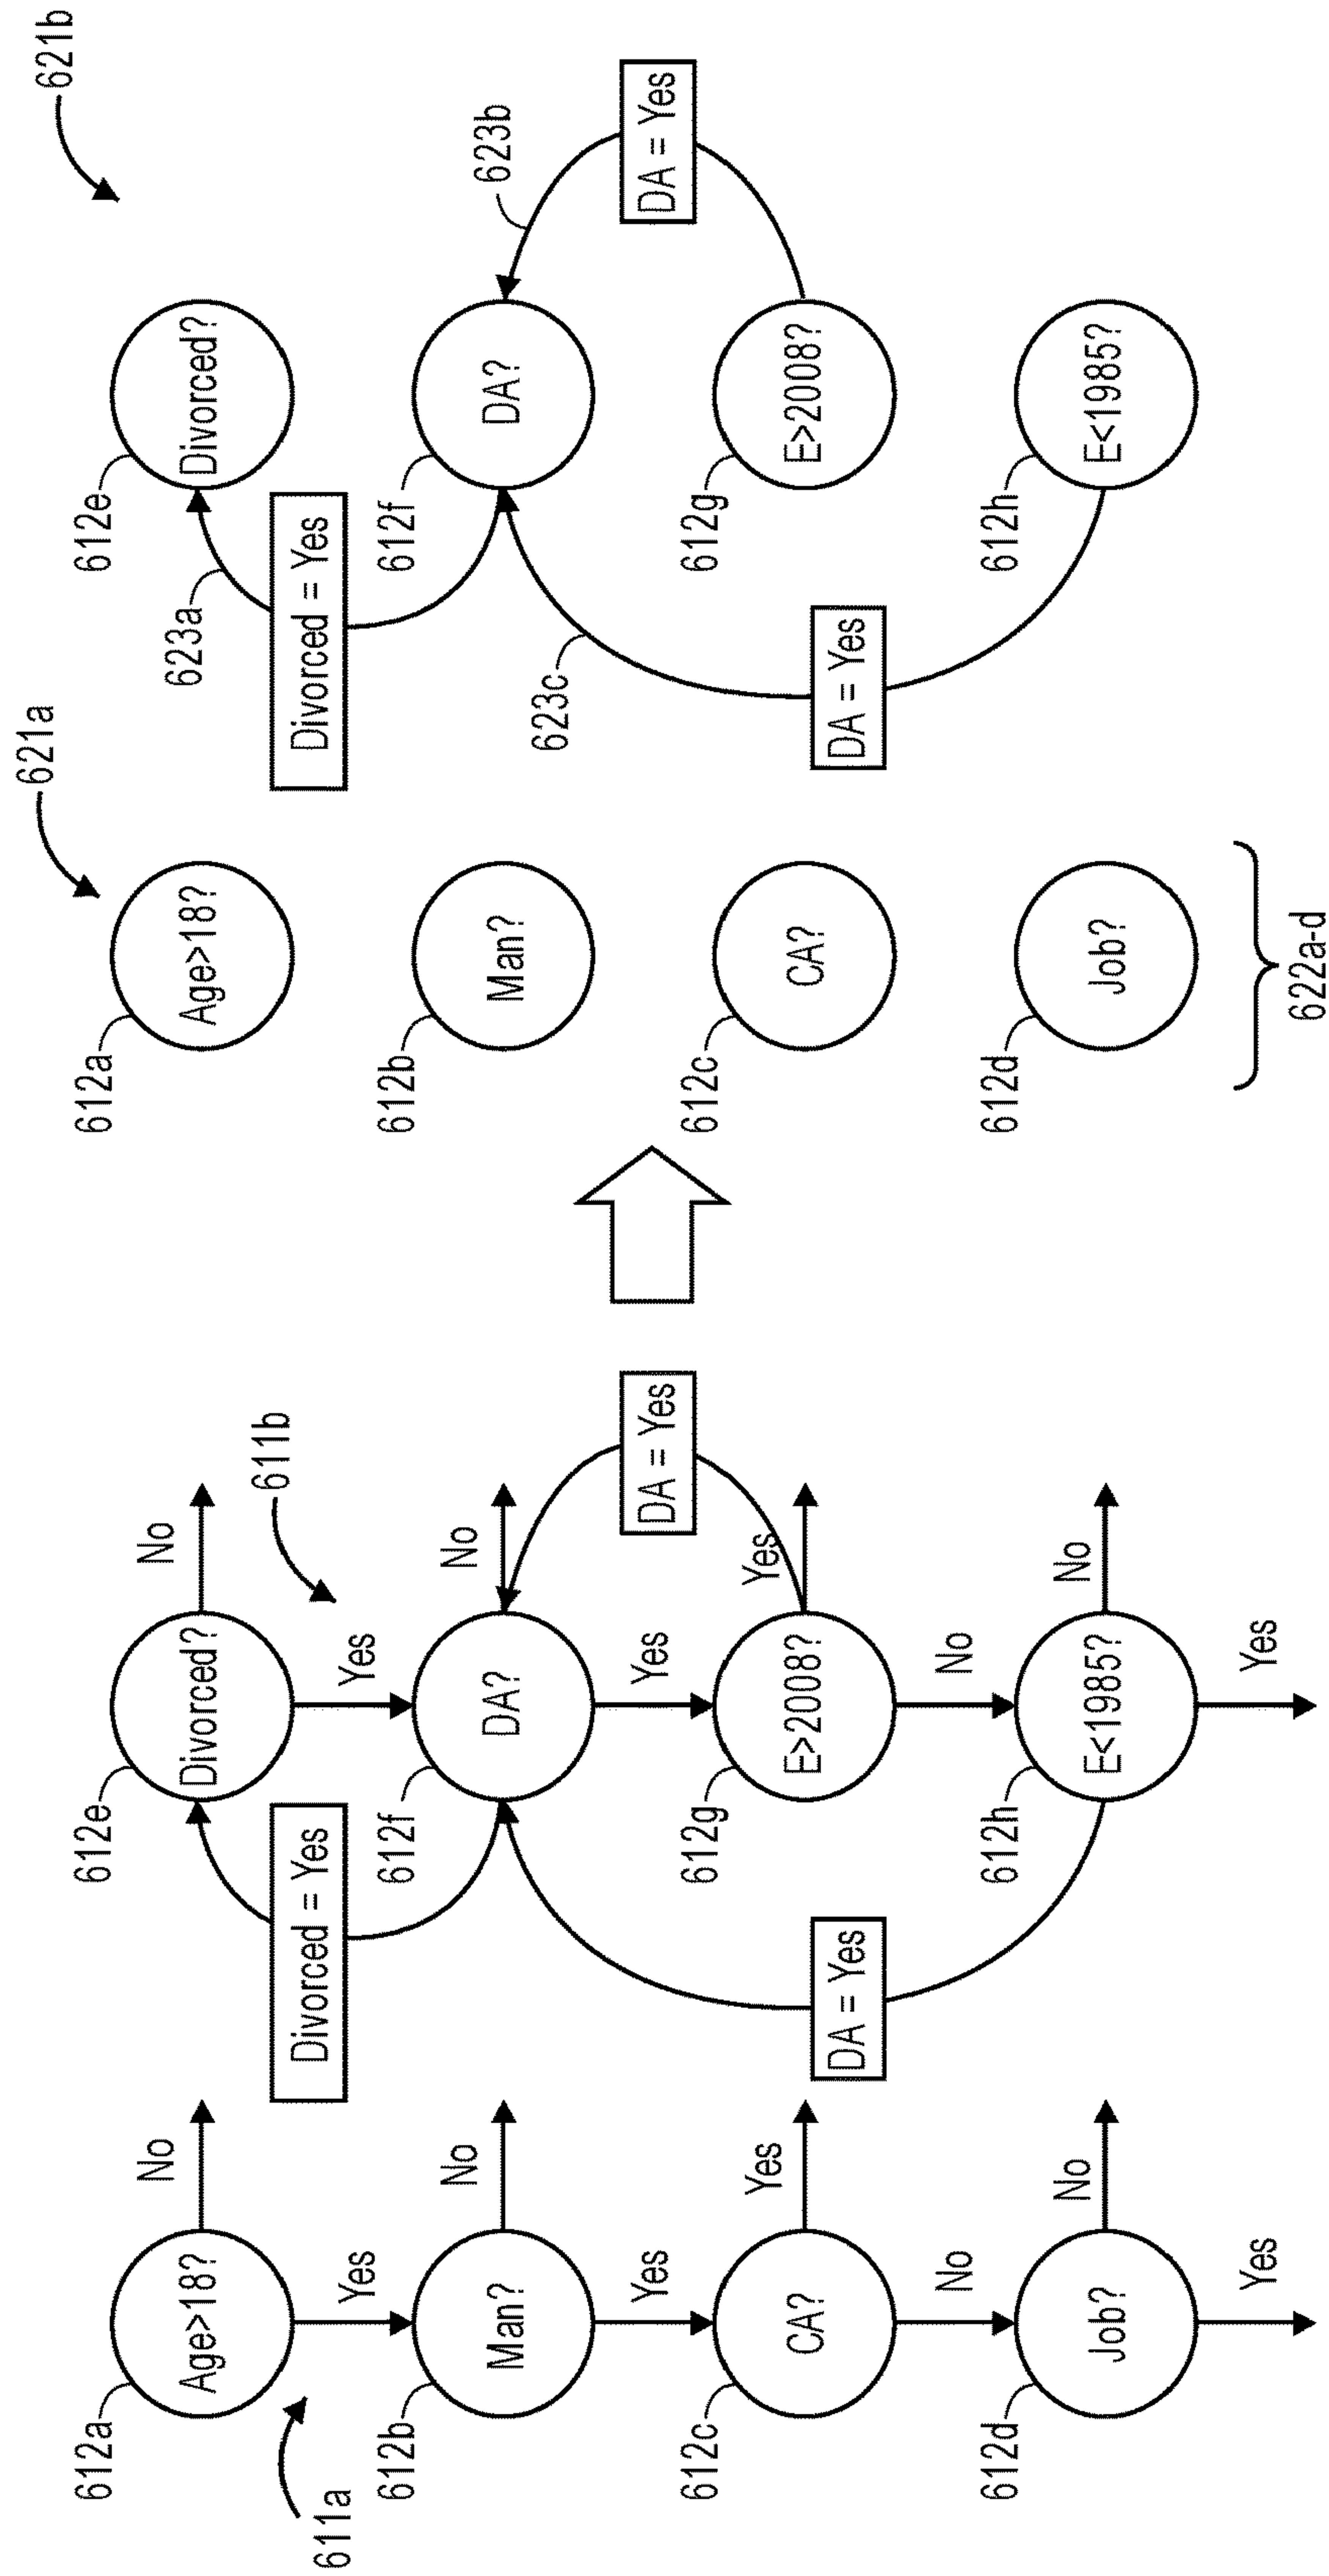 611a
612a
Age>18?
No
Yes
612b
Man?
No
Yes
612c
CA?
Yes
No
612d
Job?
No
Yes
611b
612e
Divorced?
No
Divorced = Yes
Yes
612f
DA?
No
Yes
DA = Yes
612g
E>2008?
Yes
No
DA = Yes
612h
E<1985?
No
Yes
621a
612a
Age>18?
612b
Man?
612c
CA?
612d
Job?
622a-d
621b
612e
Divorced?
623a
Divorced = Yes
612f
DA?
623b
DA = Yes
623c
612g
E>2008?
DA = Yes
612h
E<1985?